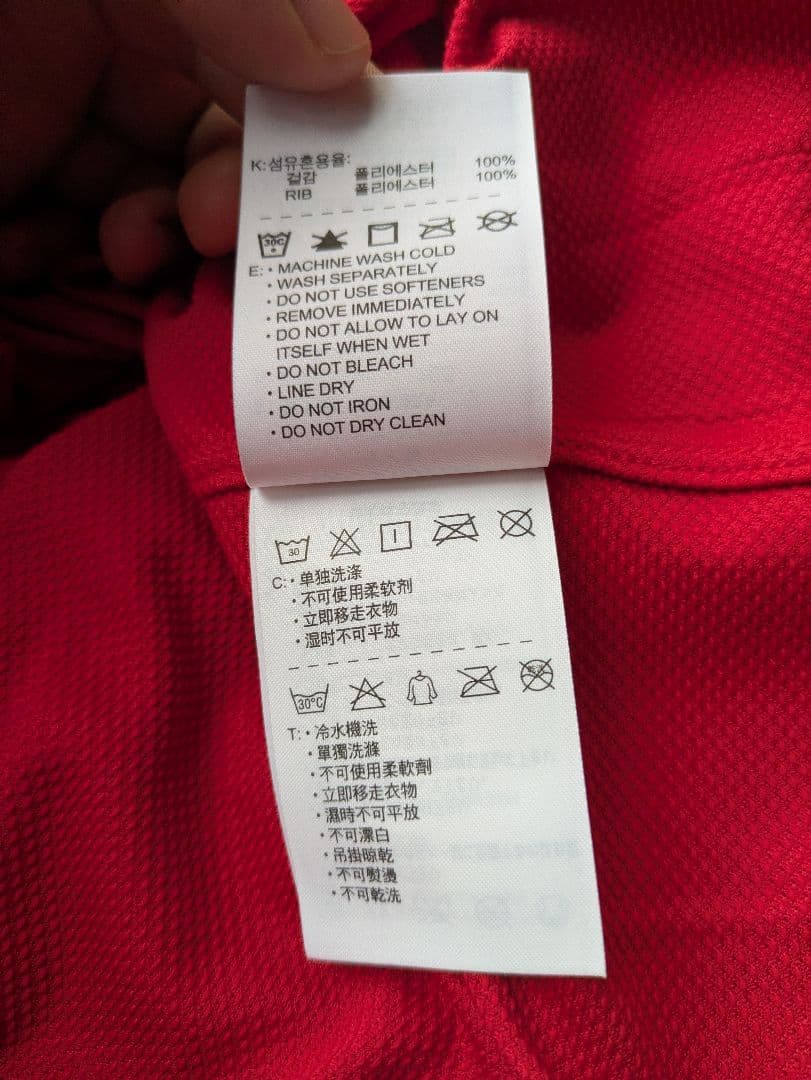 K:섬유혼용율:
겉감 폴리에스터 100%
RIB 폴리에스터 100%
30C
E: • MACHINE WASH COLD
• WASH SEPARATELY
• DO NOT USE SOFTENERS
• REMOVE IMMEDIATELY
• DO NOT ALLOW TO LAY ON
ITSELF WHEN WET
• DO NOT BLEACH
• LINE DRY
• DO NOT IRON
• DO NOT DRY CLEAN
30
C: • 单独洗涤
• 不可使用柔软剂
• 立即移走衣物
• 湿时不可平放
30°C
T: • 冷水機洗
• 單獨洗滌
• 不可使用柔軟劑
• 立即移走衣物
• 濕時不可平放
• 不可漂白
• 吊掛晾乾
• 不可熨燙
• 不可乾洗